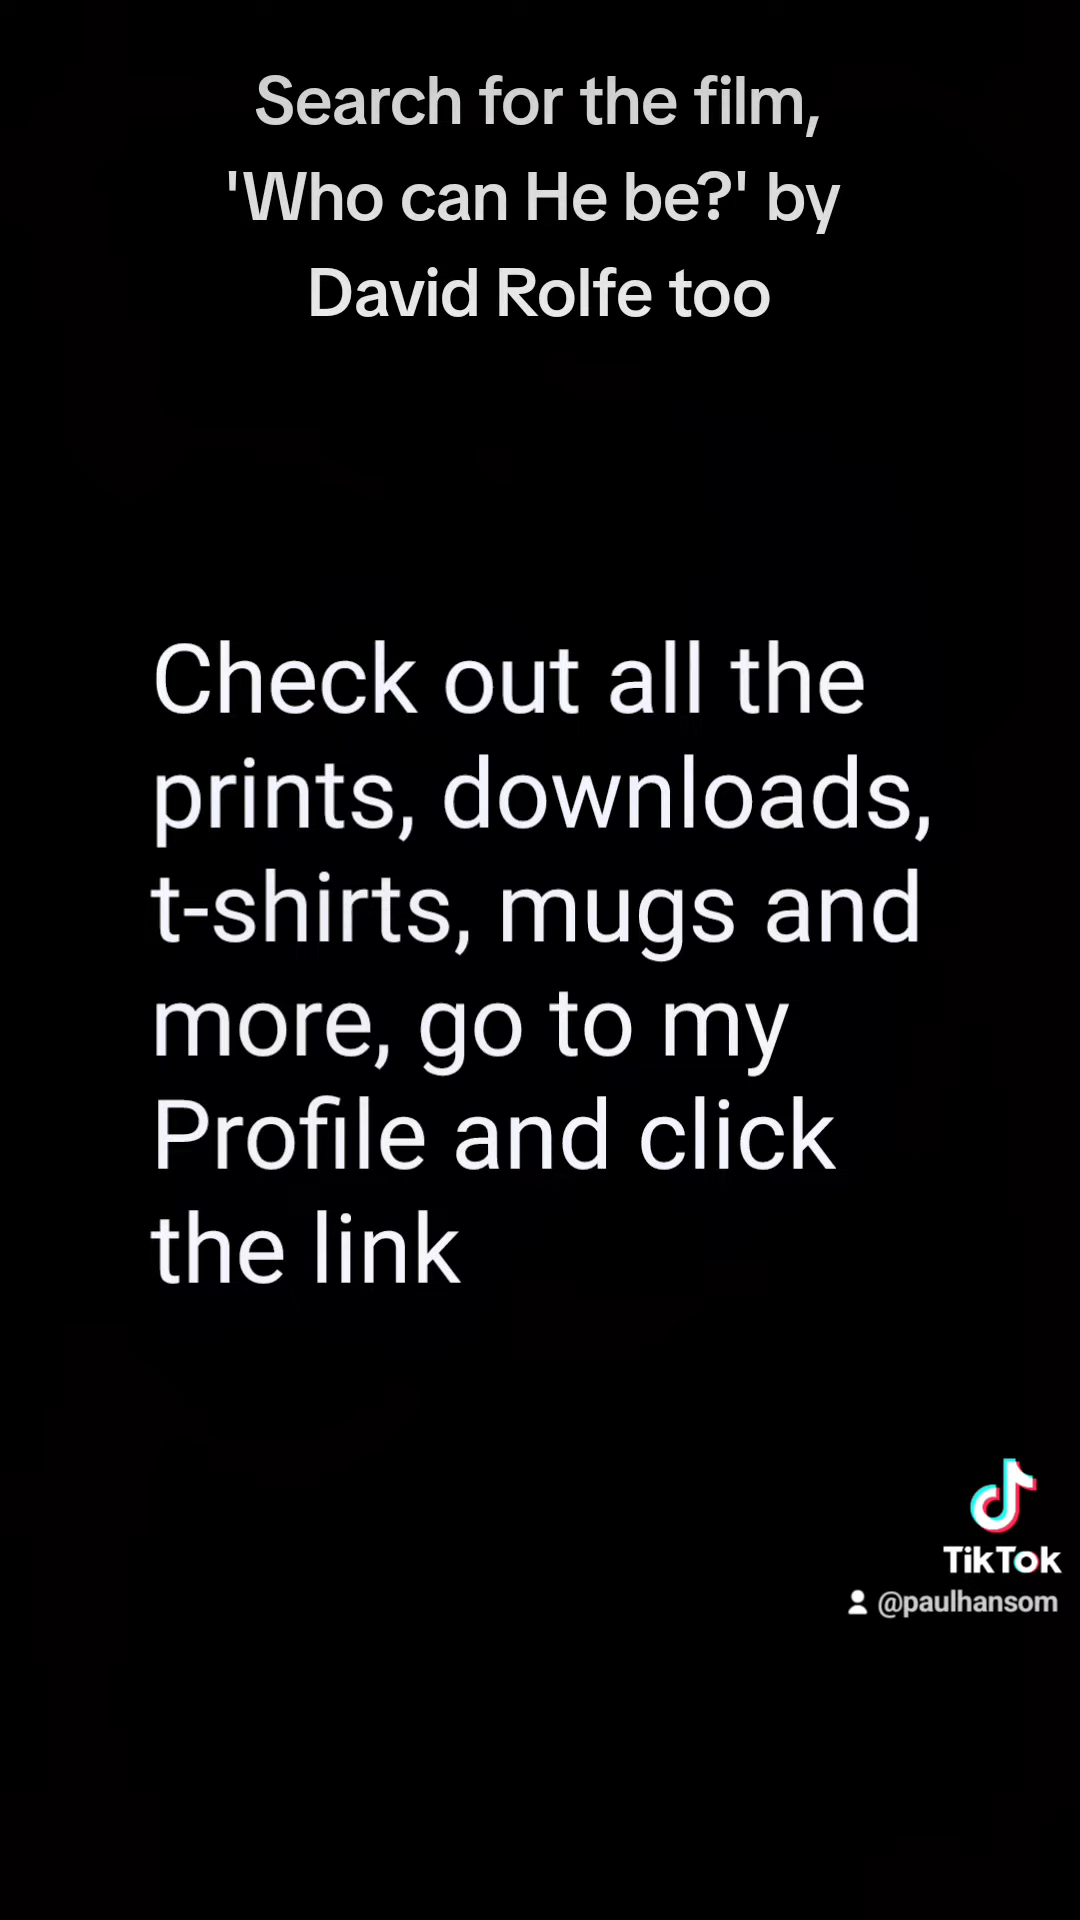 Search for the film,
'Who can He be?' by
David Rolfe too
Check out all the
prints, downloads,
t-shirts, mugs and
more, go to my
Profile and click
the link
TikTok
@paulhansom